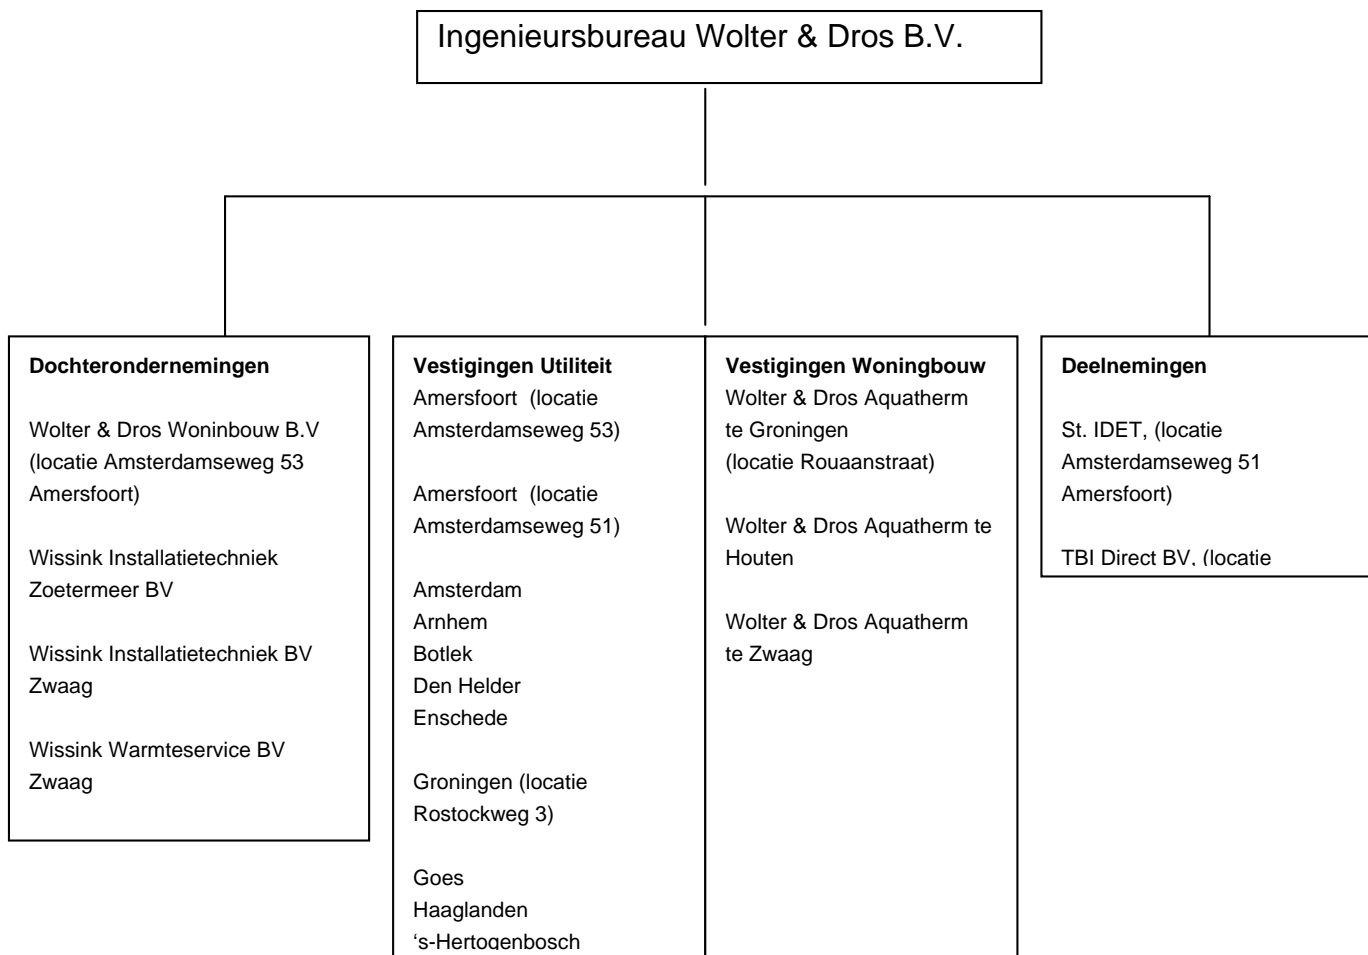 Ingenieursbureau Wolter & Dros B.V.
Dochterondernemingen
Wolter & Dros Woninbouw B.V
(locatie Amsterdamseweg 53
Amersfoort)
Wissink Installatietechniek
Zoetermeer BV
Wissink Installatietechniek BV
Zwaag
Wissink Warmteservice BV
Zwaag
Vestigingen Utiliteit
Amersfoort (locatie
Amsterdamseweg 53)
Amersfoort (locatie
Amsterdamseweg 51)
Amsterdam
Arnhem
Botlek
Den Helder
Enschede
Groningen (locatie
Rostockweg 3)
Goes
Haaglanden
‘s-Hertogenbosch
Vestigingen Woningbouw
Wolter & Dros Aquatherm
te Groningen
(locatie Rouaanstraat)
Wolter & Dros Aquatherm te
Houten
Wolter & Dros Aquatherm
te Zwaag
Deelnemingen
St. IDET, (locatie
Amsterdamseweg 51
Amersfoort)
TBI Direct BV, (locatie